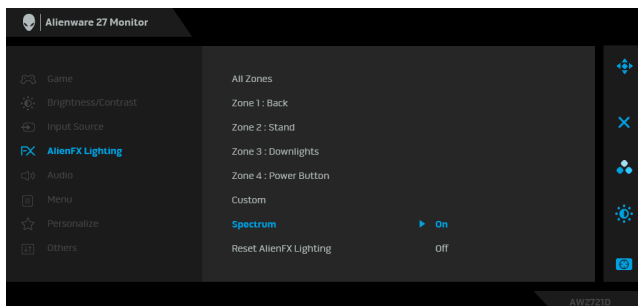 Alienware 27 Monitor
Game
Brightness/Contrast
Input Source
FX AlienFX Lighting
Audio
Menu
Personalize
Others
All Zones
Zone 1 : Back
Zone 2 : Stand
Zone 3 : Downlights
Zone 4 : Power Button
Custom
Spectrum On
Reset AlienFX Lighting Off
AW2721D